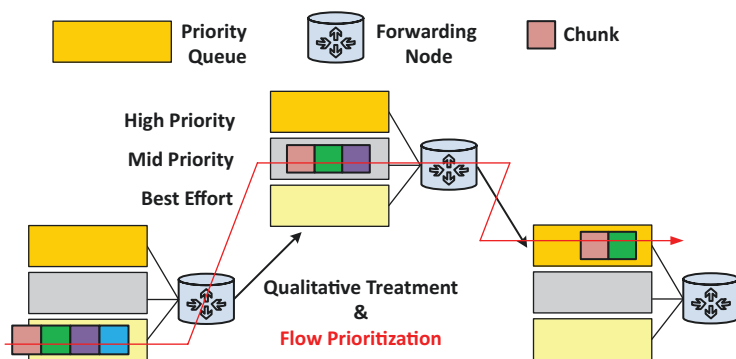 Priority
Queue
Forwarding
Node
Chunk
High Priority
Mid Priority
Best Effort
Qualitative Treatment
&
Flow Prioritization